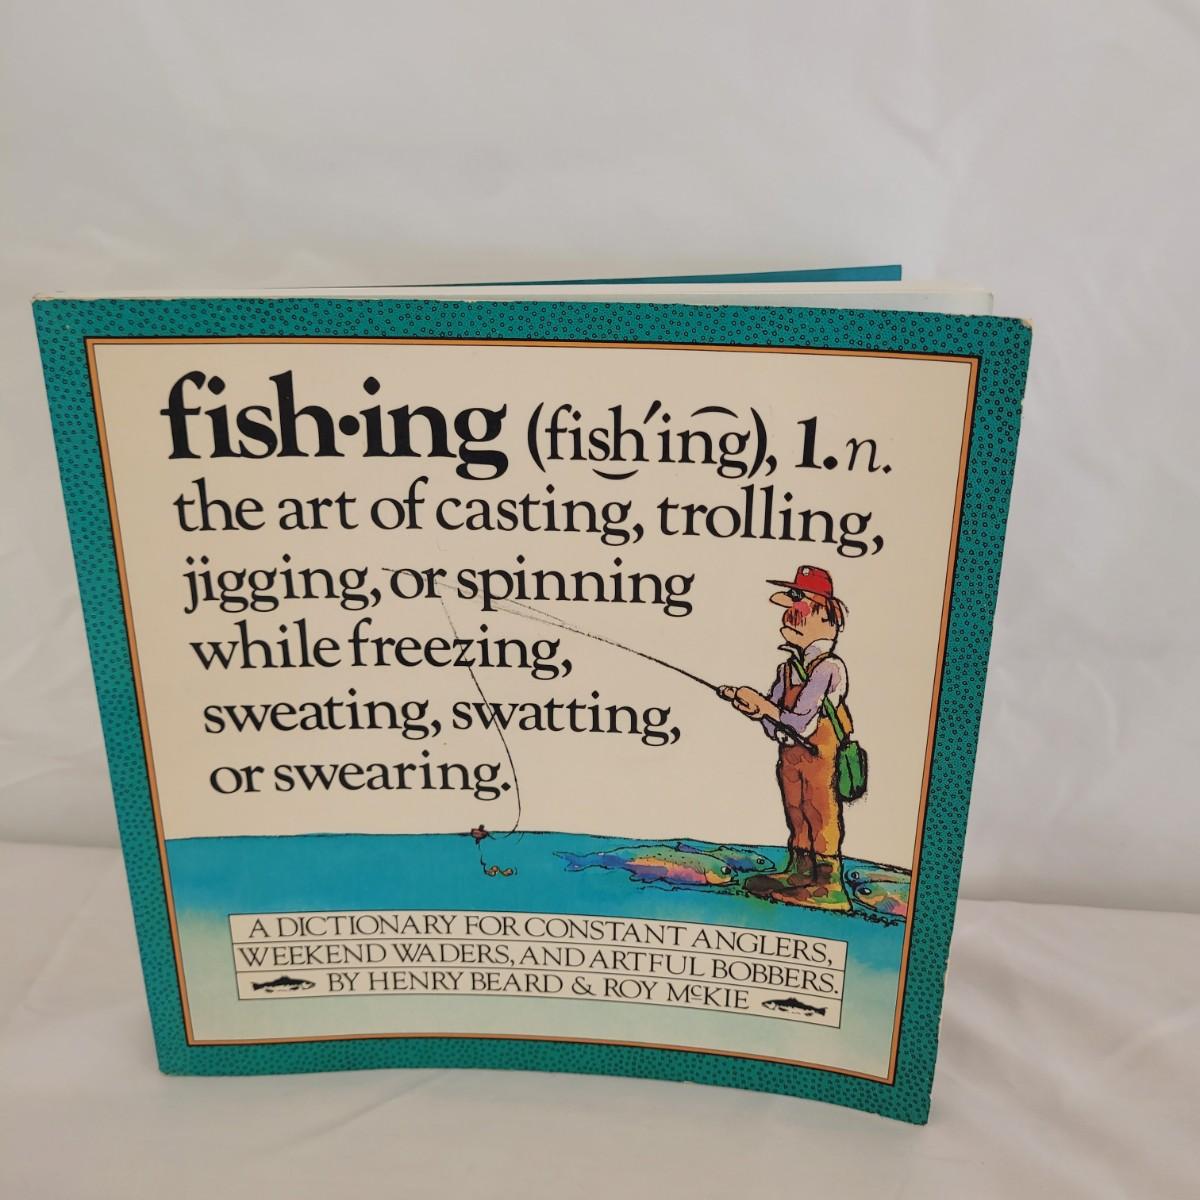 fish•ing (fish′ing), 1. n.
the art of casting, trolling,
jigging, or spinning
while freezing,
sweating, swatting,
or swearing.
A DICTIONARY FOR CONSTANT ANGLERS,
WEEKEND WADERS, AND ARTFUL BOBBERS.
BY HENRY BEARD & ROY McKIE